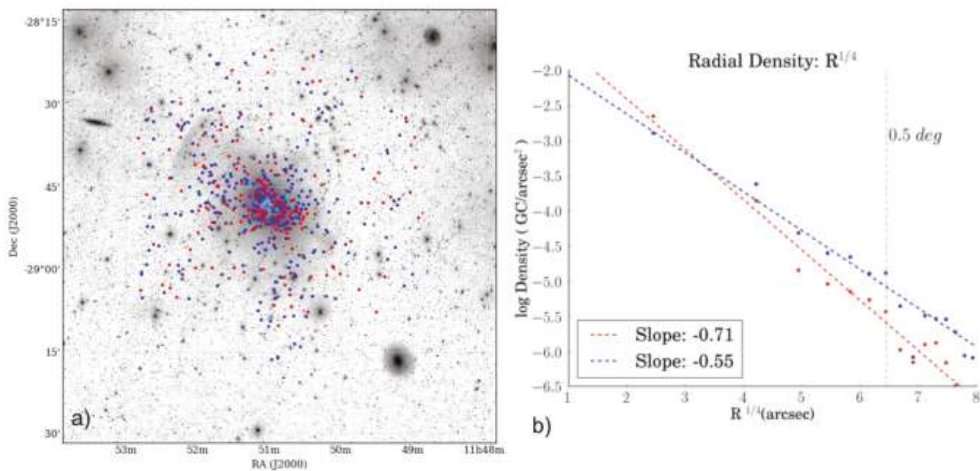 -28°15'
30'
45'
-29°00'
15'
30'
Dec (J2000)
a)
53m
52m
51m
50m
49m
11h48m
RA (J2000)
Radial Density: R^1/4
-2.0
-2.5
-3.0
-3.5
-4.0
-4.5
-5.0
-5.5
-6.0
-6.5
log Density ( GC/arcsec²)
0.5 deg
Slope: -0.71
Slope: -0.55
1
2
3
4
5
6
7
8
R^1/4(arcsec)
b)